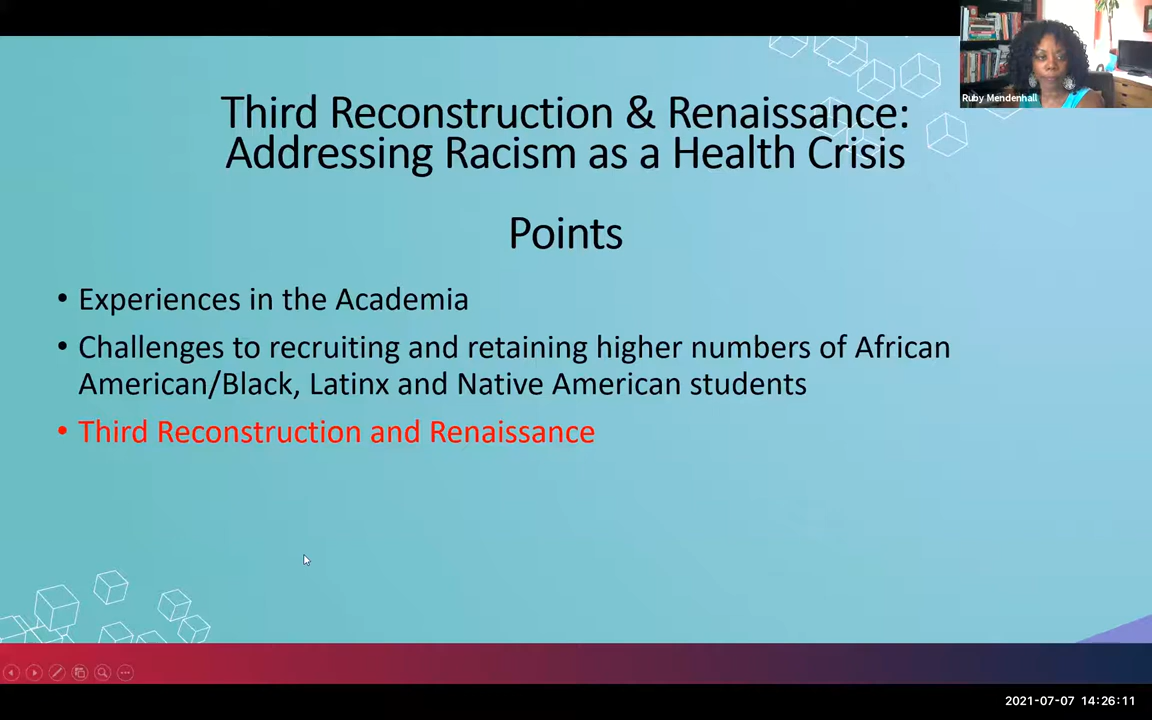 Ruby Mendenhall
Third Reconstruction & Renaissance:
Addressing Racism as a Health Crisis
Points
• Experiences in the Academia
• Challenges to recruiting and retaining higher numbers of African
American/Black, Latinx and Native American students
• Third Reconstruction and Renaissance
2021-07-07 14:26:11